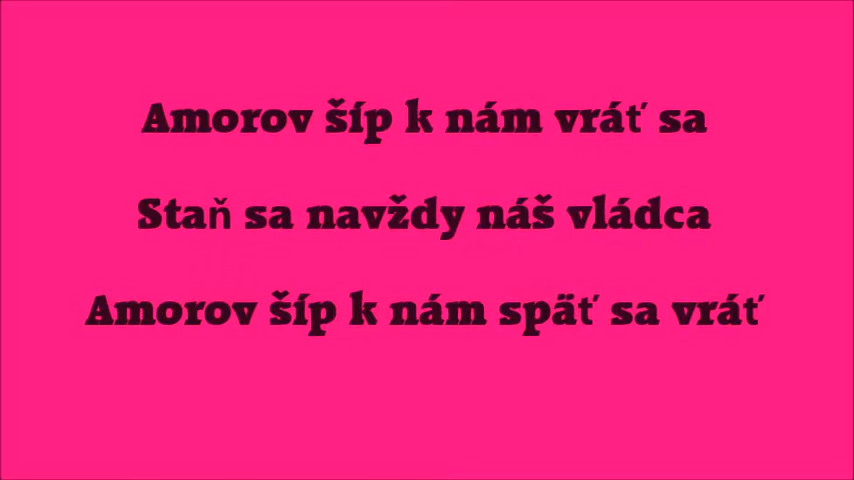 Amorov šíp k nám vráť sa
Staň sa navždy náš vládca
Amorov šíp k nám späť sa vráť